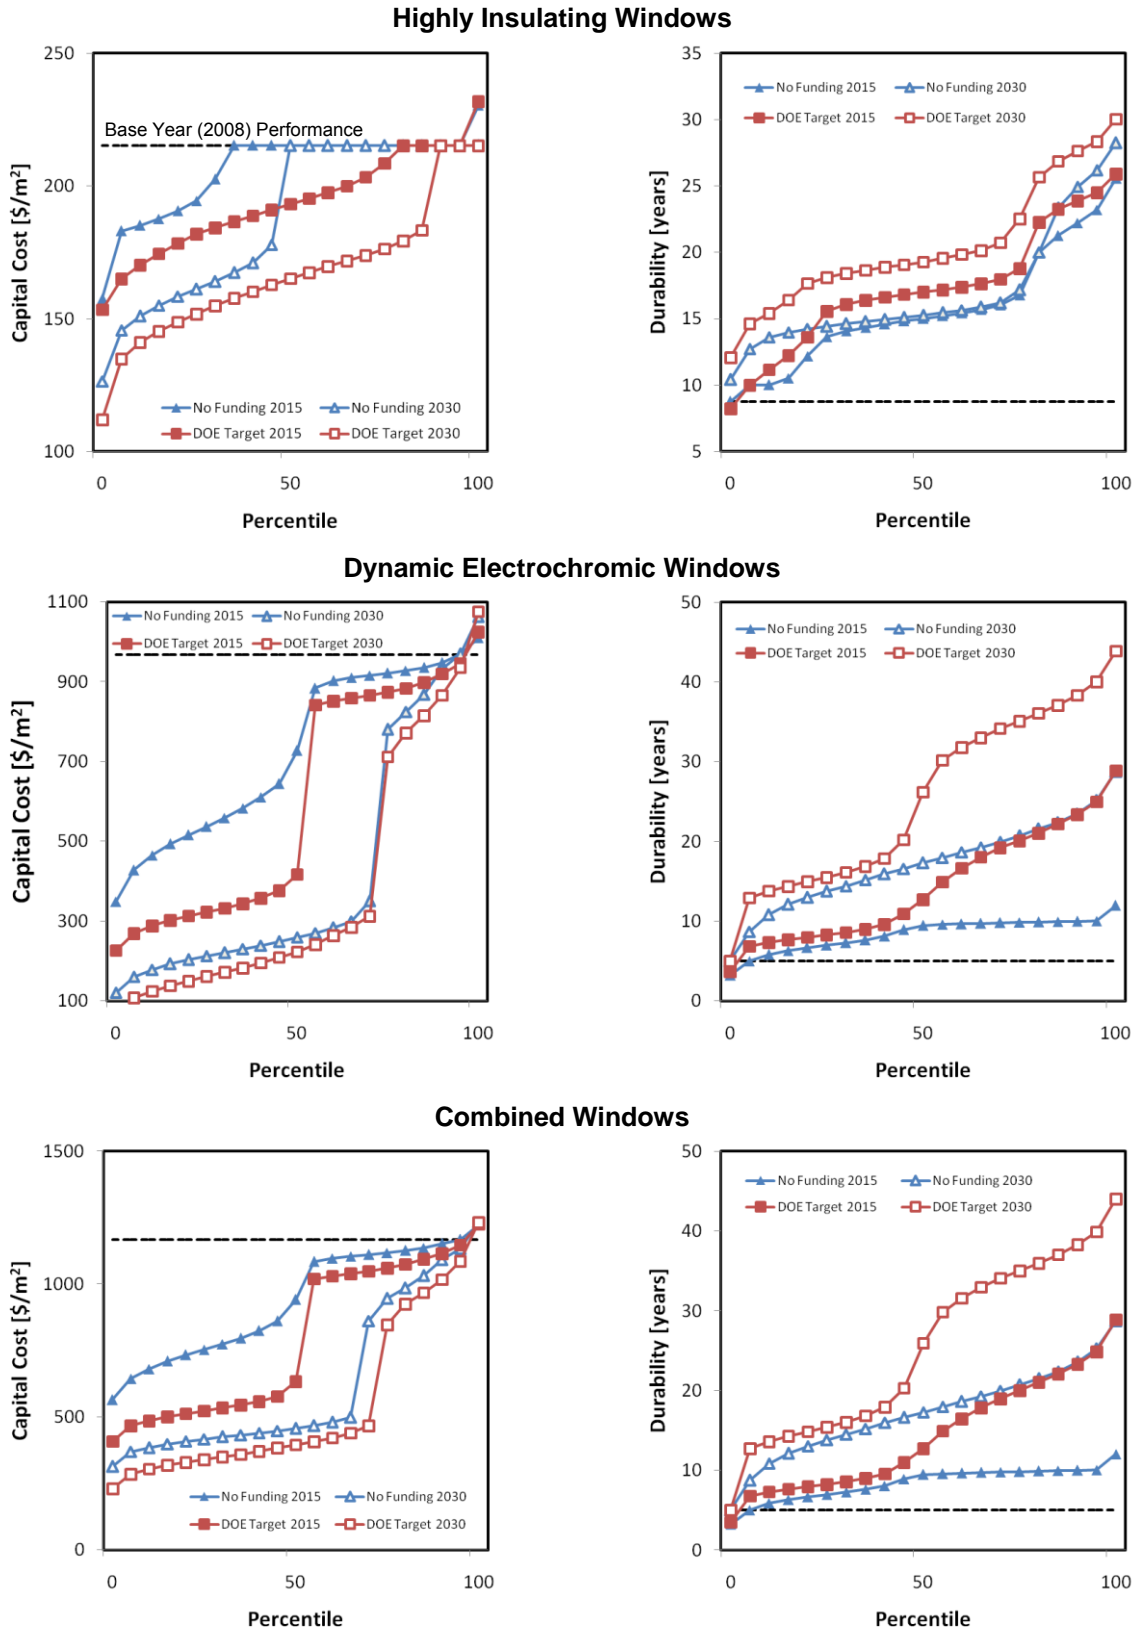 Highly Insulating Windows
250
200
150
100
0
50
100
Capital Cost [$/m²]
Percentile
Base Year (2008) Performance
No Funding 2015
No Funding 2030
DOE Target 2015
DOE Target 2030
35
30
25
20
15
10
5
0
50
100
Durability [years]
Percentile
No Funding 2015
No Funding 2030
DOE Target 2015
DOE Target 2030
Dynamic Electrochromic Windows
1100
900
700
500
300
100
0
50
100
Capital Cost [$/m²]
Percentile
No Funding 2015
No Funding 2030
DOE Target 2015
DOE Target 2030
50
40
30
20
10
0
0
50
100
Durability [years]
Percentile
No Funding 2015
No Funding 2030
DOE Target 2015
DOE Target 2030
Combined Windows
1500
1000
500
0
0
50
100
Capital Cost [$/m²]
Percentile
No Funding 2015
No Funding 2030
DOE Target 2015
DOE Target 2030
50
40
30
20
10
0
0
50
100
Durability [years]
Percentile
No Funding 2015
No Funding 2030
DOE Target 2015
DOE Target 2030